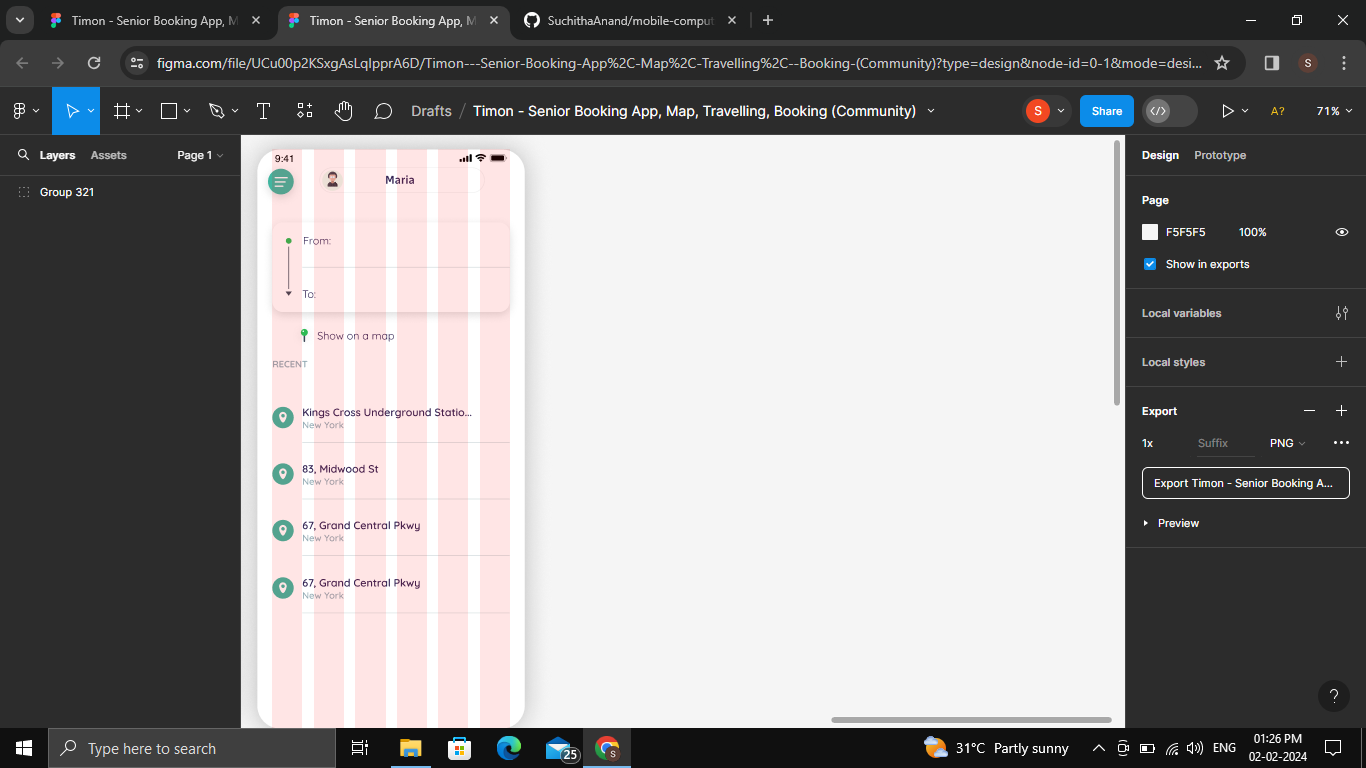 Timon - Senior Booking App, M
Timon - Senior Booking App, M
SuchithaAnand/mobile-comput
figma.com/file/UCu00p2KSxgAsLqIpprA6D/Timon---Senior-Booking-App%2C-Map%2C-Travelling%2C--Booking-(Community)?type=design&node-id=0-1&mode=desi...
S
Drafts / Timon - Senior Booking App, Map, Travelling, Booking (Community)
S
Share
A?
71%
Layers
Assets
Page 1
Group 321
9:41
Maria
From:
To:
Show on a map
RECENT
Kings Cross Underground Statio...
New York
83, Midwood St
New York
67, Grand Central Pkwy
New York
67, Grand Central Pkwy
New York
Design
Prototype
Page
F5F5F5
100%
Show in exports
Local variables
Local styles
Export
1x
Suffix
PNG
Export Timon - Senior Booking A...
Preview
?
Type here to search
25
S
31°C Partly sunny
ENG
01:26 PM
02-02-2024